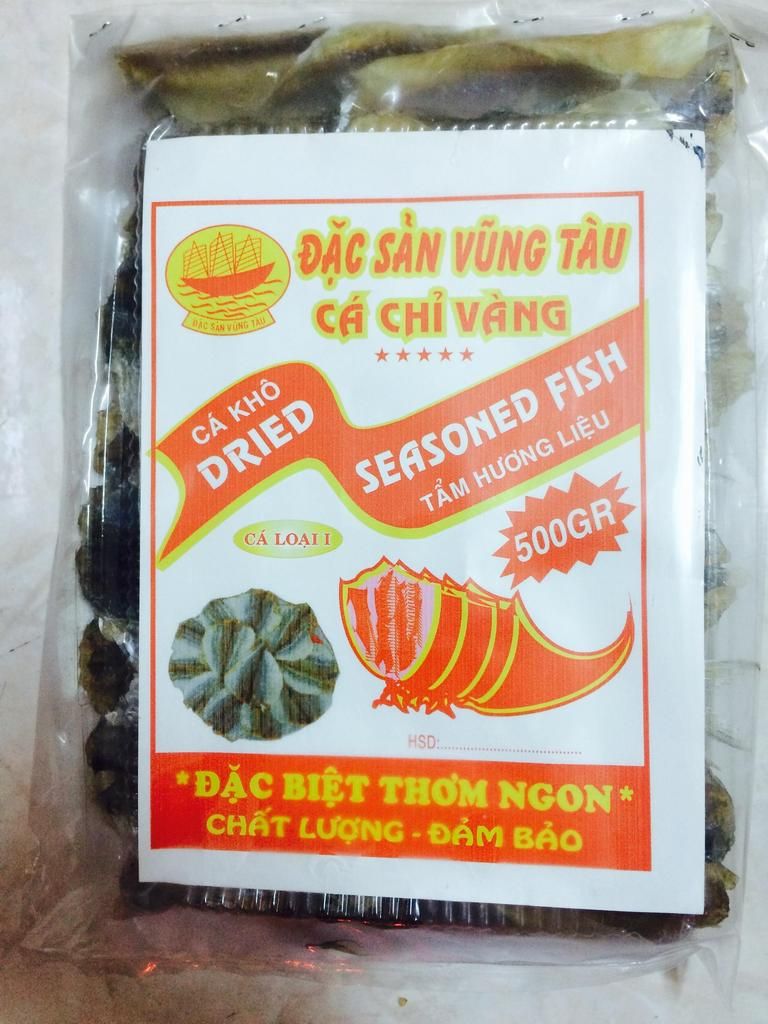 ĐẶC SẢN VŨNG TÀU
ĐẶC SẢN VŨNG TÀU
CÁ CHỈ VÀNG
CÁ KHÔ
DRIED
SEASONED FISH
TẨM HƯƠNG LIỆU
500GR
CÁ LOẠI I
HSD:................................
*ĐẶC BIỆT THƠM NGON*
CHẤT LƯỢNG - ĐẢM BẢO